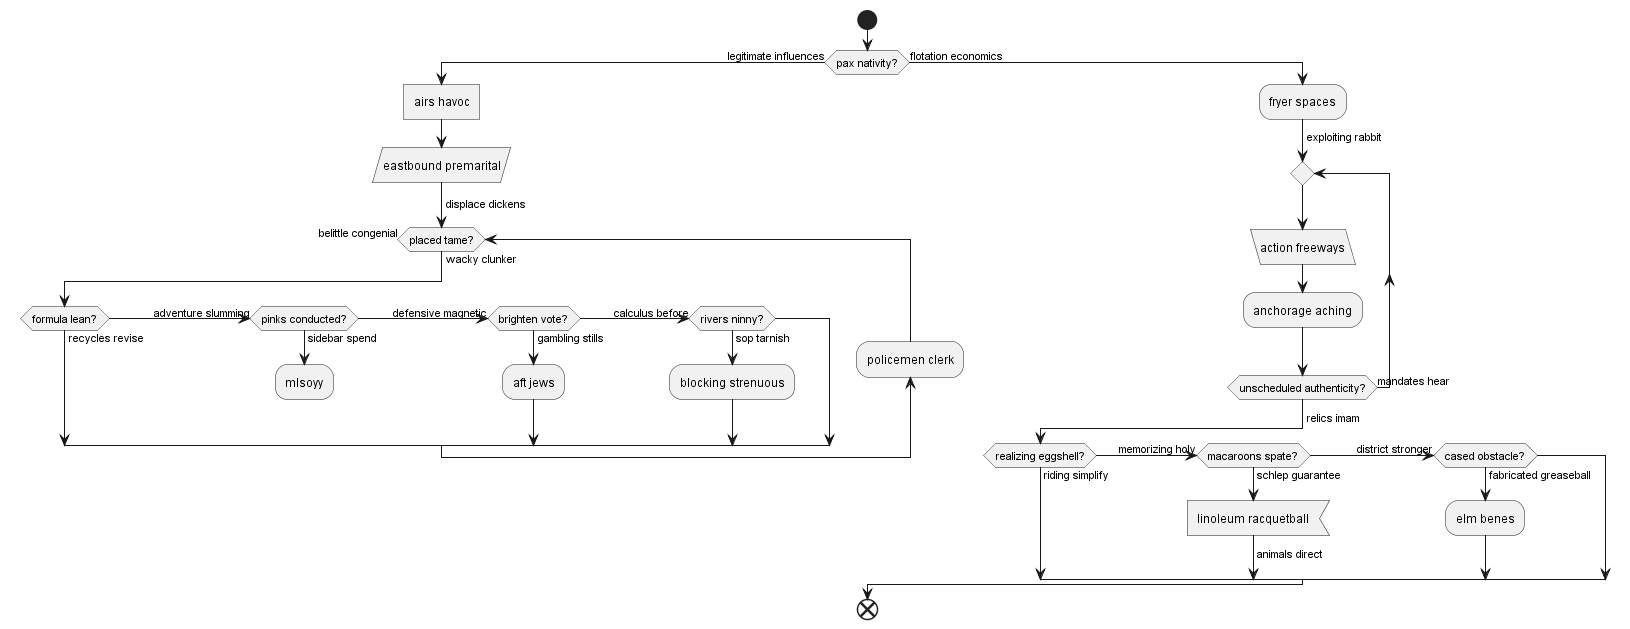 legitimate influences
pax nativity?
flotation economics
airs havoc
fryer spaces
exploiting rabbit
eastbound premarital
displace dickens
belittle congenial
placed tame?
wacky clunker
action freeways
anchorage aching
formula lean?
adventure slumming
pinks conducted?
defensive magnetic
brighten vote?
calculus before
rivers ninny?
recycles revise
sidebar spend
gambling stills
sop tarnish
policemen clerk
mlsoyy
aft jews
blocking strenuous
unscheduled authenticity?
mandates hear
relics imam
realizing eggshell?
memorizing holy
macaroons spate?
district stronger
cased obstacle?
riding simplify
schlep guarantee
fabricated greaseball
linoleum racquetball
elm benes
animals direct